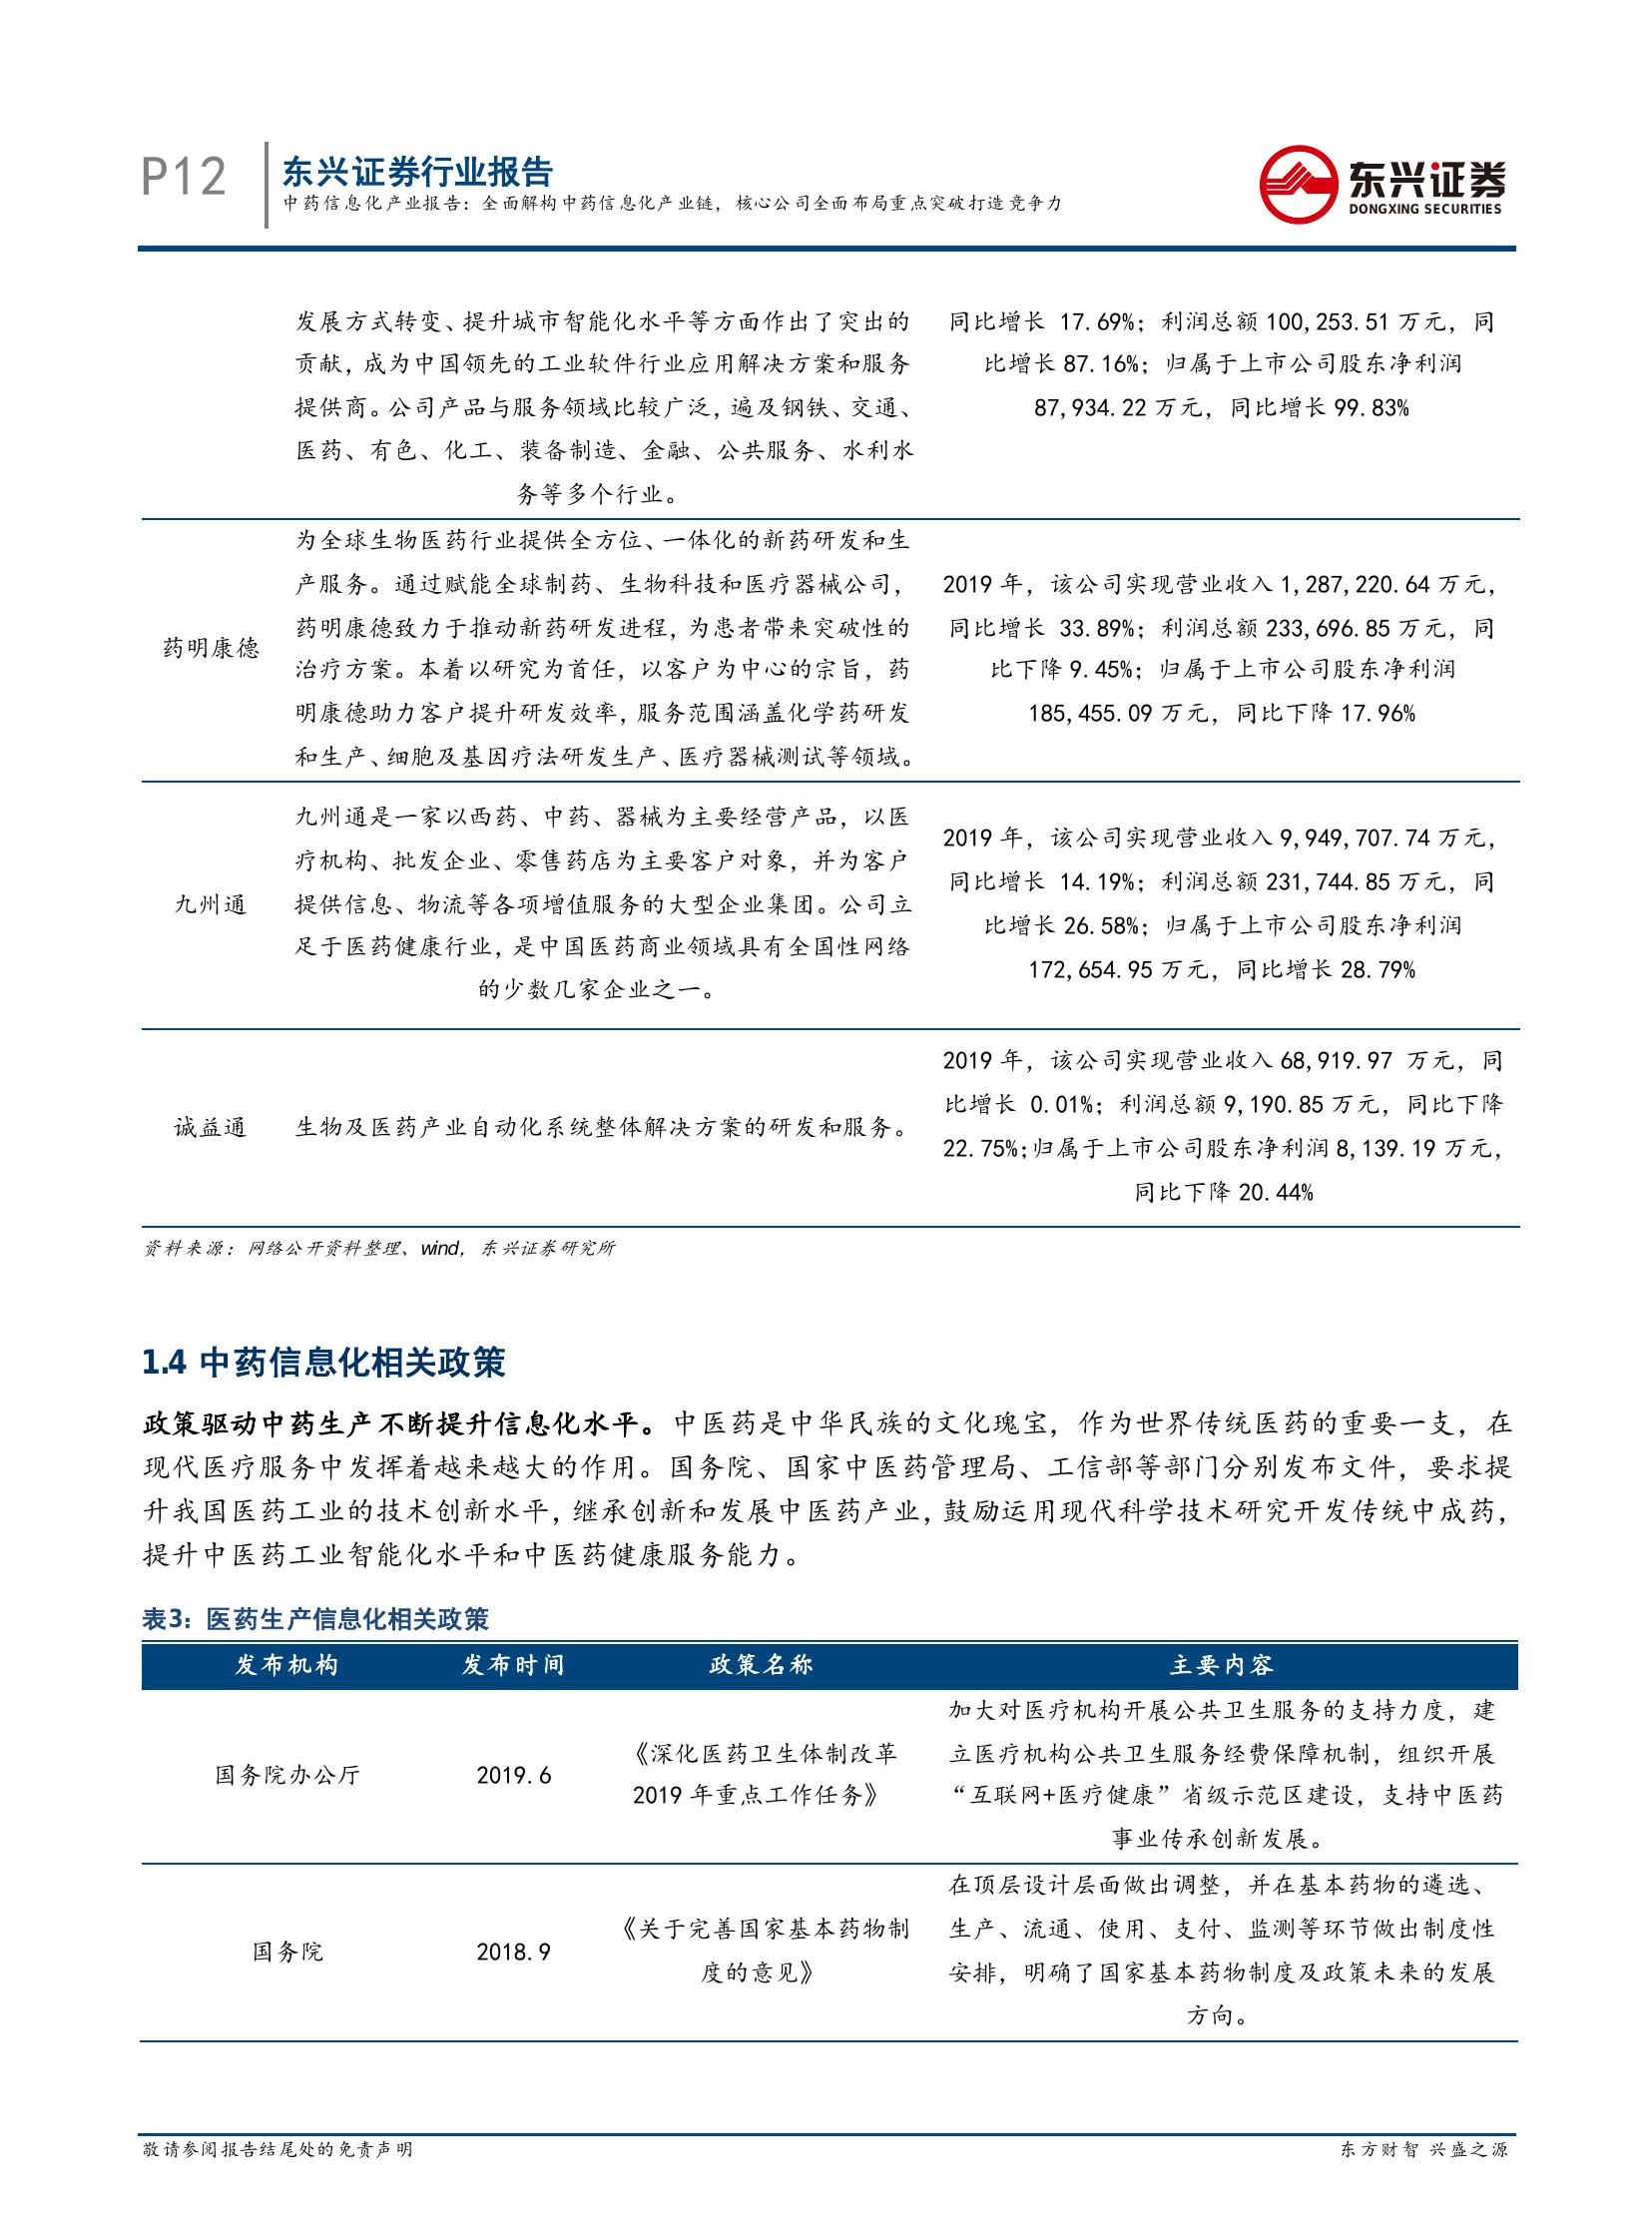 P12
东兴证券行业报告
中药信息化产业报告：全面解构中药信息化产业链，核心公司全面布局重点突破打造竞争力
东兴证券
DONGXING SECURITIES
发展方式转变、提升城市智能化水平等方面作出了突出的
贡献，成为中国领先的工业软件行业应用解决方案和服务
提供商。公司产品与服务领域比较广泛，遍及钢铁、交通、
医药、有色、化工、装备制造、金融、公共服务、水利水
务等多个行业。
同比增长 17.69%；利润总额 100,253.51 万元，同
比增长 87.16%；归属于上市公司股东净利润
87,934.22 万元，同比增长 99.83%
药明康德
为全球生物医药行业提供全方位、一体化的新药研发和生
产服务。通过赋能全球制药、生物科技和医疗器械公司，
药明康德致力于推动新药研发进程，为患者带来突破性的
治疗方案。本着以研究为首任，以客户为中心的宗旨，药
明康德助力客户提升研发效率，服务范围涵盖化学药研发
和生产、细胞及基因疗法研发生产、医疗器械测试等领域。
2019 年，该公司实现营业收入 1,287,220.64 万元，
同比增长 33.89%；利润总额 233,696.85 万元，同
比下降 9.45%；归属于上市公司股东净利润
185,455.09 万元，同比下降 17.96%
九州通
九州通是一家以西药、中药、器械为主要经营产品，以医
疗机构、批发企业、零售药店为主要客户对象，并为客户
提供信息、物流等各项增值服务的大型企业集团。公司立
足于医药健康行业，是中国医药商业领域具有全国性网络
的少数几家企业之一。
2019 年，该公司实现营业收入 9,949,707.74 万元，
同比增长 14.19%；利润总额 231,744.85 万元，同
比增长 26.58%；归属于上市公司股东净利润
172,654.95 万元，同比增长 28.79%
诚益通
生物及医药产业自动化系统整体解决方案的研发和服务。
2019 年，该公司实现营业收入 68,919.97 万元，同
比增长 0.01%；利润总额 9,190.85 万元，同比下降
22.75%；归属于上市公司股东净利润 8,139.19 万元，
同比下降 20.44%
资料来源：网络公开资料整理、wind，东兴证券研究所
1.4 中药信息化相关政策
政策驱动中药生产不断提升信息化水平。中医药是中华民族的文化瑰宝，作为世界传统医药的重要一支，在
现代医疗服务中发挥着越来越大的作用。国务院、国家中医药管理局、工信部等部门分别发布文件，要求提
升我国医药工业的技术创新水平，继承创新和发展中医药产业，鼓励运用现代科学技术研究开发传统中成药，
提升中医药工业智能化水平和中医药健康服务能力。
表3：医药生产信息化相关政策
发布机构 发布时间 政策名称 主要内容
国务院办公厅
2019.6
《深化医药卫生体制改革
2019 年重点工作任务》
加大对医疗机构开展公共卫生服务的支持力度，建
立医疗机构公共卫生服务经费保障机制，组织开展
“互联网+医疗健康”省级示范区建设，支持中医药
事业传承创新发展。
国务院
2018.9
《关于完善国家基本药物制
度的意见》
在顶层设计层面做出调整，并在基本药物的遴选、
生产、流通、使用、支付、监测等环节做出制度性
安排，明确了国家基本药物制度及政策未来的发展
方向。
敬请参阅报告结尾处的免责声明
东方财智 兴盛之源